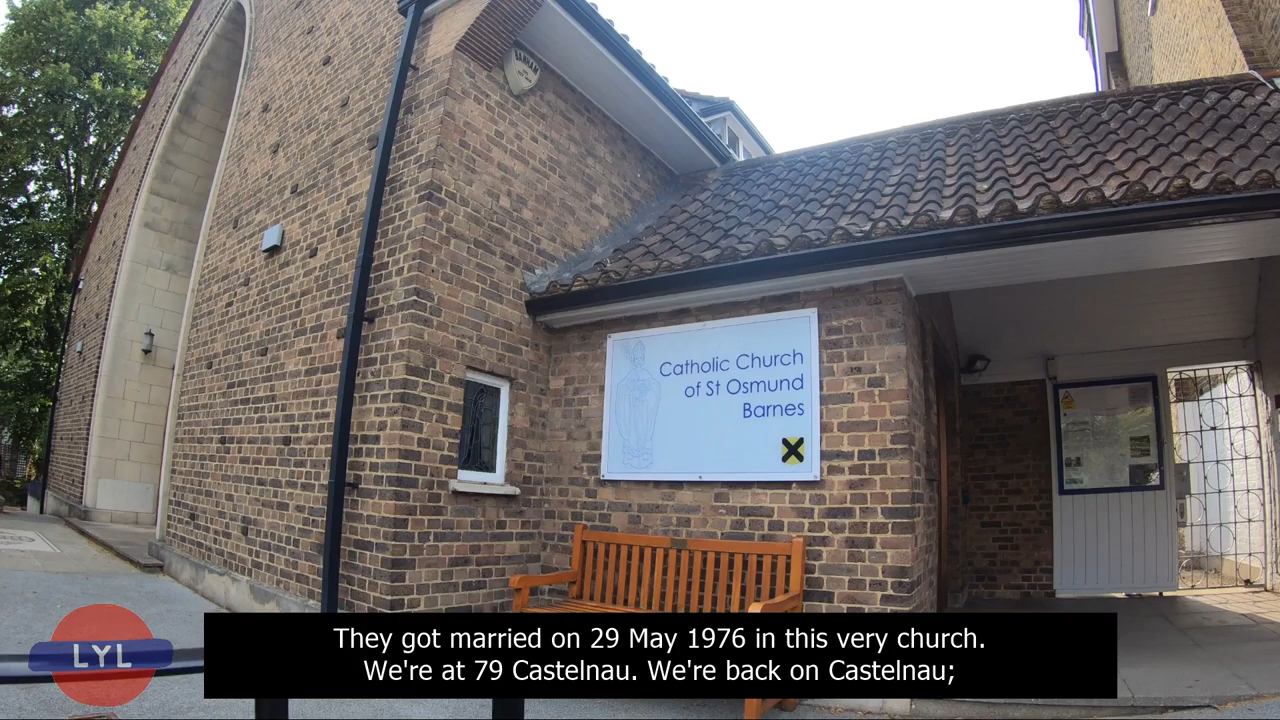 BANHAM
Catholic Church
of St Osmund
Barnes
LYL
They got married on 29 May 1976 in this very church.
We're at 79 Castelnau. We're back on Castelnau;